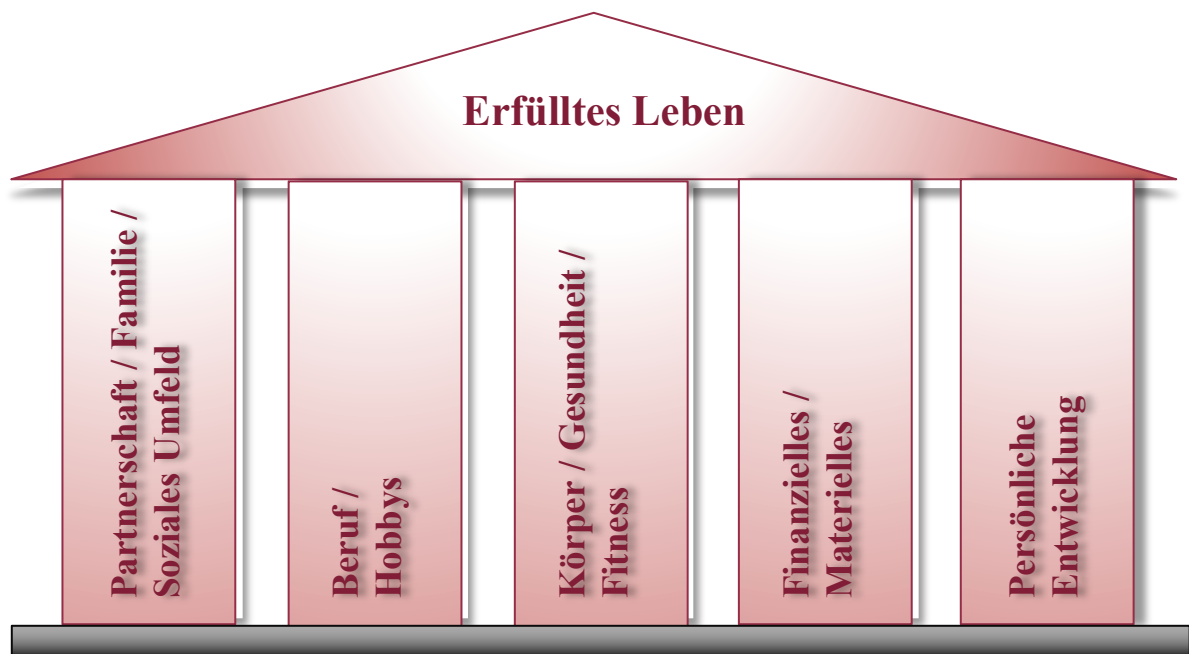 Erfülltes Leben
Partnerschaft / Familie /
Soziales Umfeld
Beruf /
Hobbys
Körper / Gesundheit /
Fitness
Finanzielles /
Materielles
Persönliche
Entwicklung